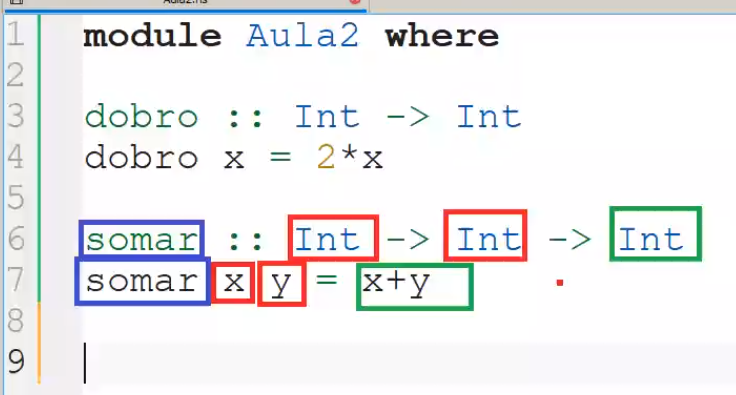 Aula2.hs
1 module Aula2 where
2
3 dobro :: Int -> Int
4 dobro x = 2*x
5
6 somar :: Int -> Int -> Int
7 somar x y = x+y
8
9